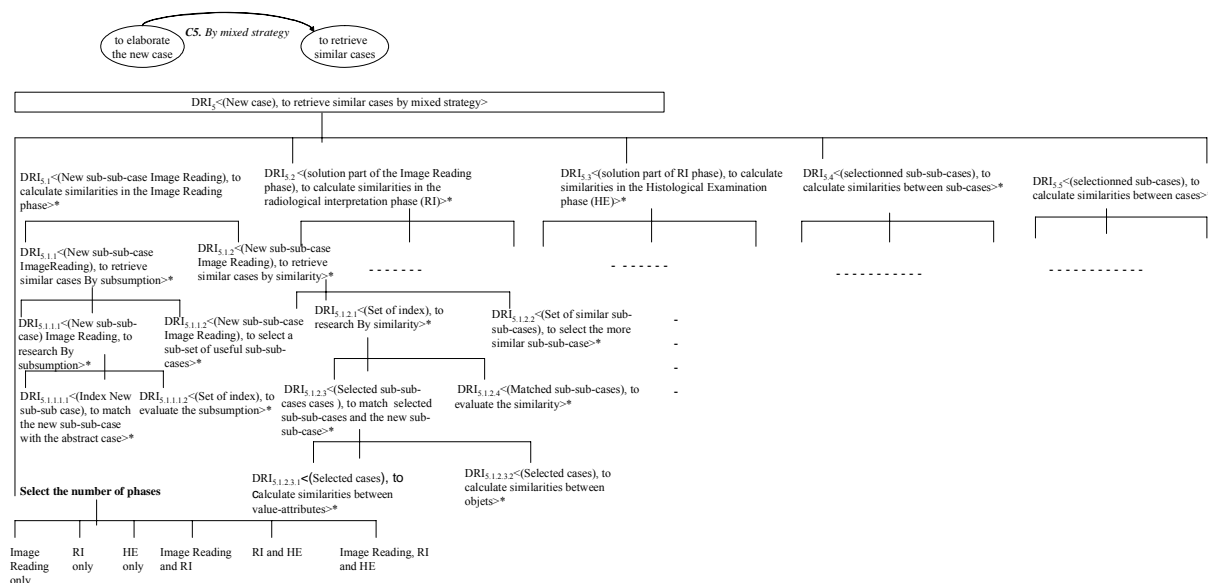 C5. By mixed strategy
to elaborate
the new case
to retrieve
similar cases
DRI5<(New case), to retrieve similar cases by mixed strategy>
DRI5.1<(New sub-sub-case Image Reading), to
calculate similarities in the Image Reading
phase>*
DRI5.2<(solution part of the Image Reading
phase), to calculate similarities in the
radiological interpretation phase (RI)>*
DRI5.3<(solution part of RI phase), to calculate
similarities in the Histological Examination
phase (HE)>*
DRI5.4<(selectionned sub-cases), to
calculate similarities between sub-cases>*
DRI5.5<(selectionned sub-cases), to
calculate similarities between cases>*
DRI5.1.1<(New sub-sub-case
ImageReading), to retrieve
similar cases By subsumption>*
DRI5.1.2<(New sub-sub-case
Image Reading), to retrieve
similar cases by similarity>*
- - - - - - -
- - - - - - -
- - - - - - - - - - -
- - - - - - - - - - - -
DRI5.1.1.1<(New sub-sub-
case) Image Reading, to
research By
subsumption>*
DRI5.1.1.2<(New sub-sub-case
Image Reading), to select a
sub-set of useful sub-sub-
cases>*
DRI5.1.2.1<(Set of index), to
research By similarity>*
DRI5.1.2.2<(Set of similar sub-
sub-cases), to select the more
similar sub-sub-case>*
-
-
-
-
DRI5.1.1.1.1<(Index New
sub-sub case), to match
the new sub-sub-case
with the abstract case>*
DRI5.1.1.1.2<(Set of index), to
evaluate the subsumption>*
DRI5.1.2.3<(Selected sub-sub-
cases cases ), to match selected
sub-sub-cases and the new sub-
sub-case>*
DRI5.1.2.4<(Matched sub-sub-cases), to
evaluate the similarity>*
DRI5.1.2.3.1<(Selected cases), to
calculate similarities between
value-attributes>*
DRI5.1.2.3.2<(Selected cases), to
calculate similarities between
objets>*
Select the number of phases
Image
Reading
only
RI
only
HE
only
Image Reading
and RI
RI and HE
Image Reading, RI
and HE